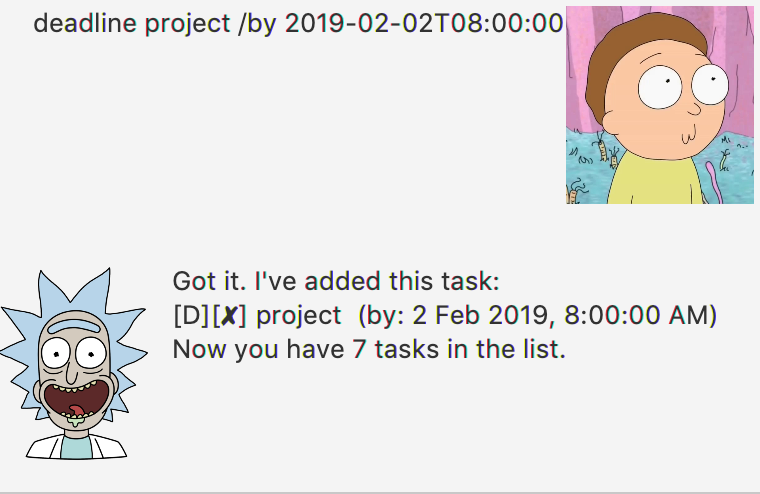 deadline project /by 2019-02-02T08:00:00
Got it. I've added this task:
[D][✘] project  (by: 2 Feb 2019, 8:00:00 AM)
Now you have 7 tasks in the list.